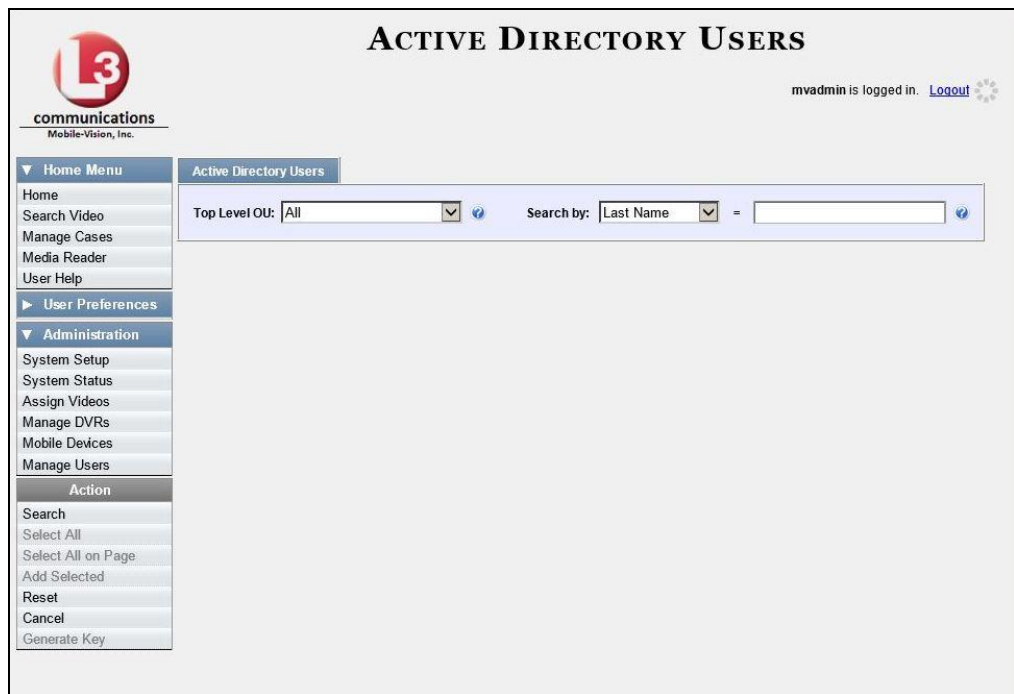 ACTIVE DIRECTORY USERS
L3
communications
Mobile-Vision, Inc.
mvadmin is logged in. Logout
Home Menu
Home
Search Video
Manage Cases
Media Reader
User Help
User Preferences
Administration
System Setup
System Status
Assign Videos
Manage DVRs
Mobile Devices
Manage Users
Action
Search
Select All
Select All on Page
Add Selected
Reset
Cancel
Generate Key
Active Directory Users
Top Level OU: All ? Search by: Last Name = ?